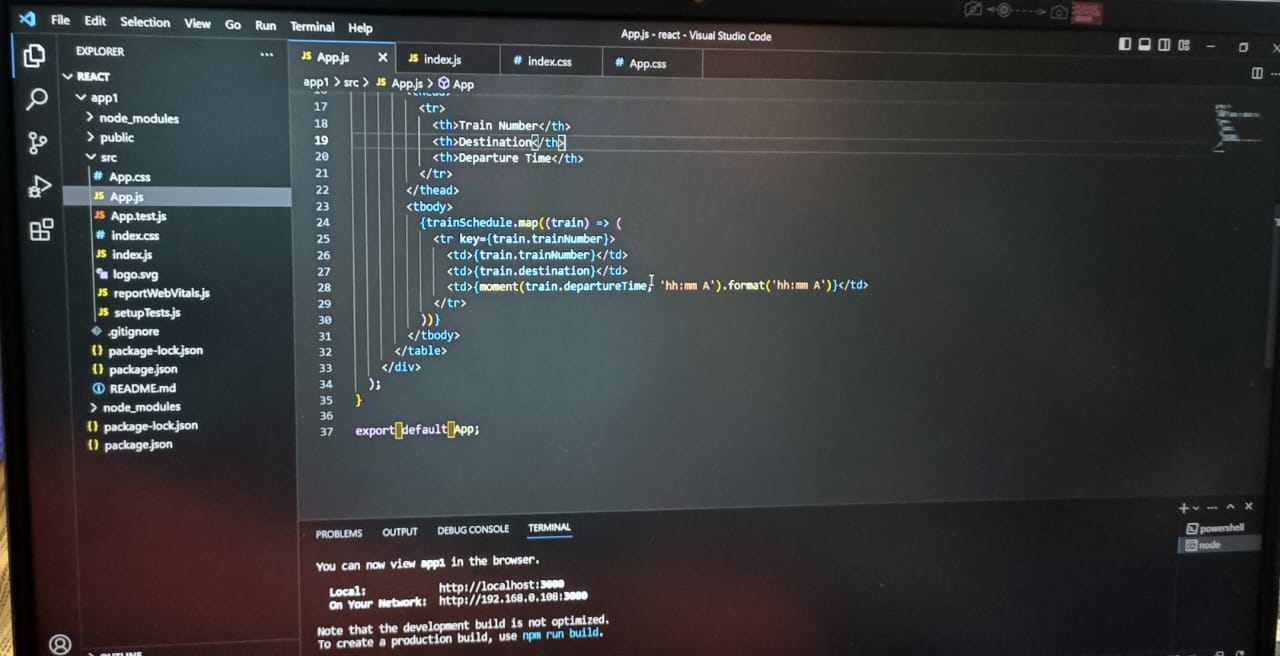 File Edit Selection View Go Run Terminal Help
App.js - react - Visual Studio Code
EXPLORER
REACT
app1
node_modules
public
src
# App.css
JS App.js
JS App.test.js
# index.css
JS index.js
logo.svg
JS reportWebVitals.js
JS setupTests.js
.gitignore
{} package-lock.json
{} package.json
README.md
node_modules
{} package-lock.json
{} package.json
JS App.js
JS index.js
# index.css
# App.css
app1 > src > JS App.js > App
17 <tr>
18 <th>Train Number</th>
19 <th>Destination</th>
20 <th>Departure Time</th>
21 </tr>
22 </thead>
23 <tbody>
24 {trainSchedule.map((train) => (
25 <tr key={train.trainNumber}>
26 <td>{train.trainNumber}</td>
27 <td>{train.destination}</td>
28 <td>{moment(train.departureTime, 'hh:mm A').format('hh:mm A')}</td>
29 </tr>
30 ))}
31 </tbody>
32 </table>
33 </div>
34 );
35 }
36
37 export default App;
PROBLEMS OUTPUT DEBUG CONSOLE TERMINAL
powershell
node
You can now view app1 in the browser.
Local: http://localhost:3000
On Your Network: http://192.168.0.108:3000
Note that the development build is not optimized.
To create a production build, use npm run build.